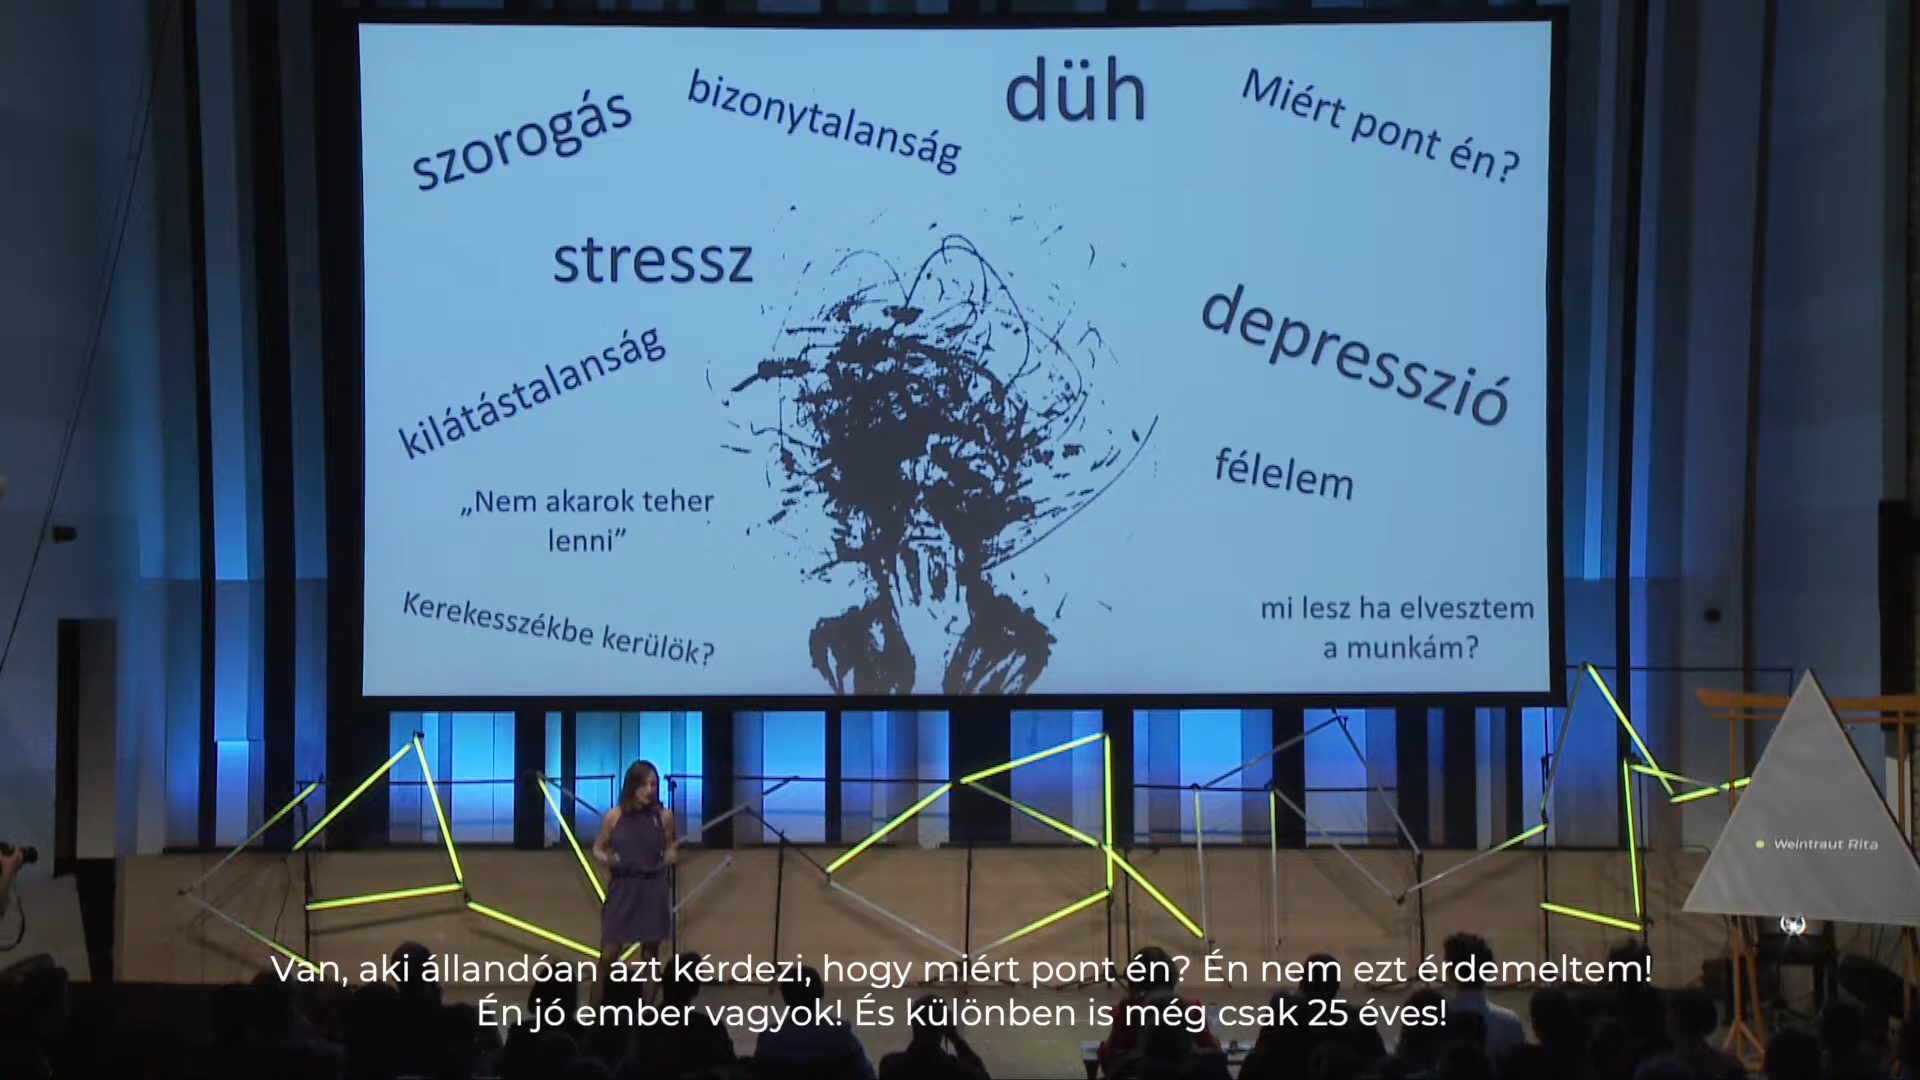 szorogás
bizonytalanság
düh
Miért pont én?
stressz
depresszió
kilátástalanság
félelem
„Nem akarok teher
lenni”
Kerekesszékbe kerülök?
mi lesz ha elvesztem
a munkám?
Weintraut Rita
Van, aki állandóan azt kérdezi, hogy miért pont én? Én nem ezt érdemeltem!
Én jó ember vagyok! És különben is még csak 25 éves!